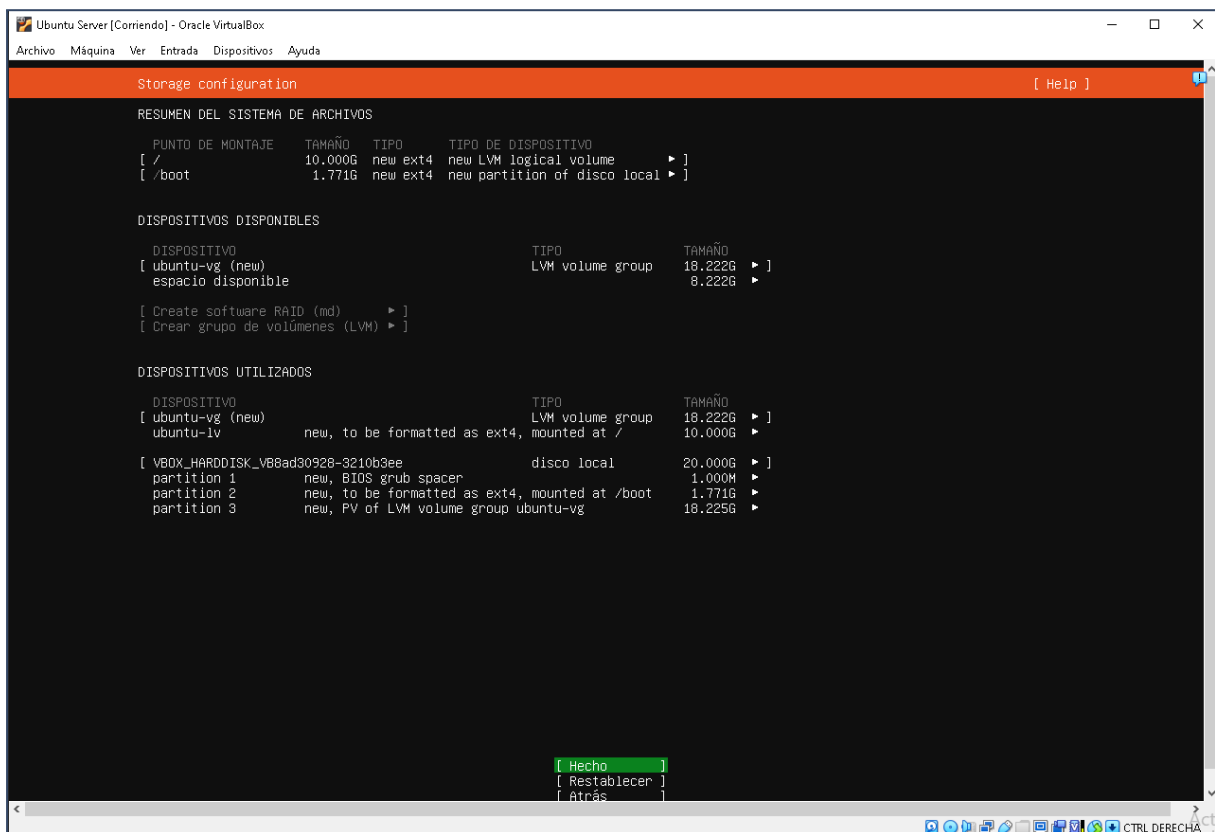 Ubuntu Server [Corriendo] - Oracle VirtualBox
Archivo Máquina Ver Entrada Dispositivos Ayuda
Storage configuration [ Help ]
RESUMEN DEL SISTEMA DE ARCHIVOS
PUNTO DE MONTAJE TAMAÑO TIPO TIPO DE DISPOSITIVO
[ / 10.000G new ext4 new LVM logical volume ▸ ]
[ /boot 1.771G new ext4 new partition of disco local ▸ ]
DISPOSITIVOS DISPONIBLES
DISPOSITIVO TIPO TAMAÑO
[ ubuntu-vg (new) LVM volume group 18.222G ▸ ]
espacio disponible 8.222G ▸
[ Create software RAID (md) ▸ ]
[ Crear grupo de volúmenes (LVM) ▸ ]
DISPOSITIVOS UTILIZADOS
DISPOSITIVO TIPO TAMAÑO
[ ubuntu-vg (new) LVM volume group 18.222G ▸ ]
ubuntu-lv new, to be formatted as ext4, mounted at / 10.000G ▸
[ VBOX_HARDDISK_VB8ad30928-3210b3ee disco local 20.000G ▸ ]
partition 1 new, BIOS grub spacer 1.000M ▸
partition 2 new, to be formatted as ext4, mounted at /boot 1.771G ▸
partition 3 new, PV of LVM volume group ubuntu-vg 18.225G ▸
[ Hecho ]
[ Restablecer ]
[ Atrás ]
CTRL DERECHA